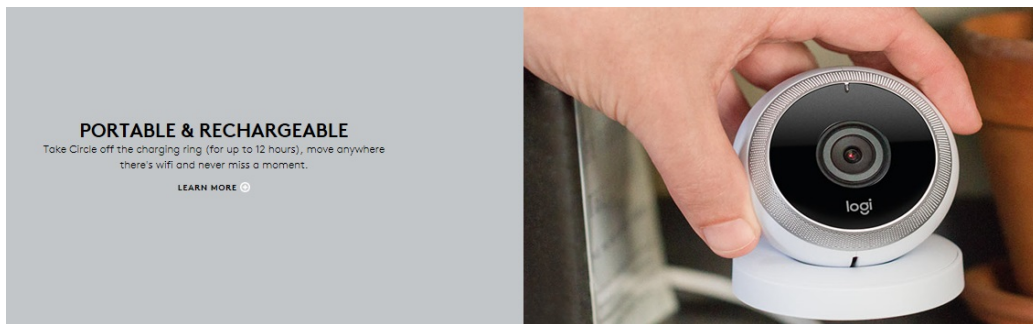 PORTABLE & RECHARGEABLE
Take Circle off the charging ring (for up to 12 hours), move anywhere
there's wifi and never miss a moment.
LEARN MORE
logi